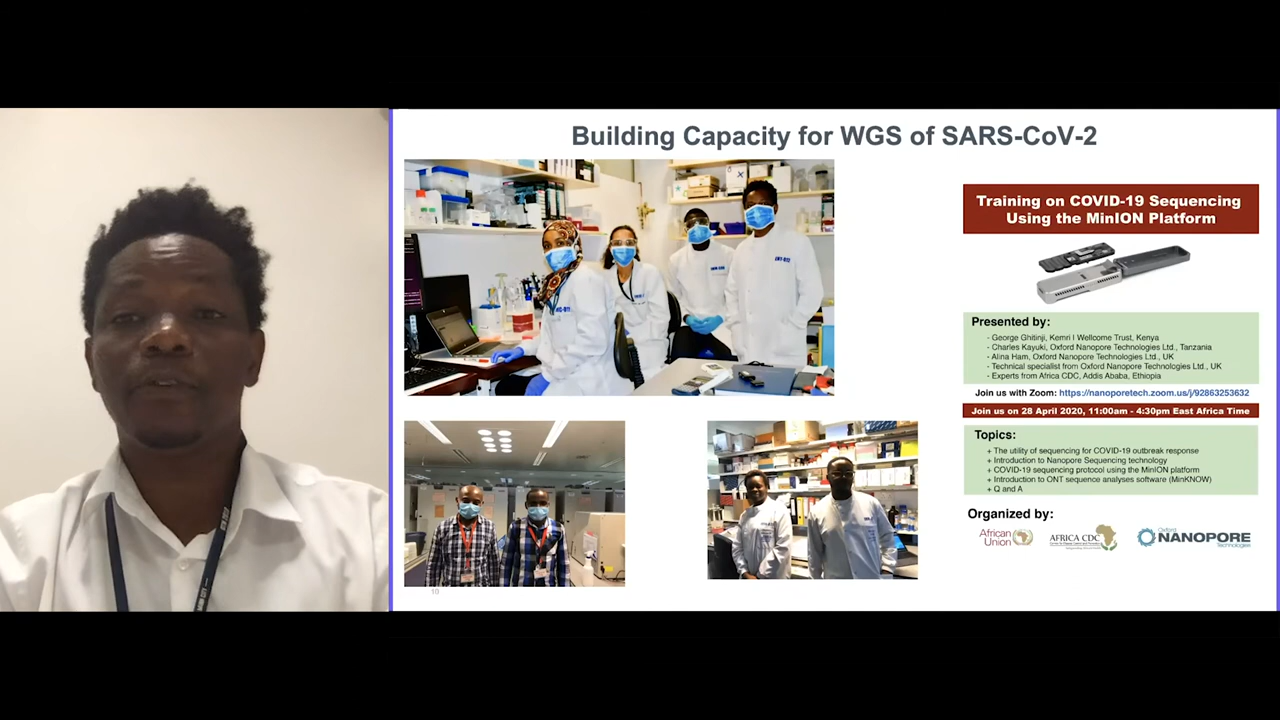 Building Capacity for WGS of SARS-CoV-2
Training on COVID-19 Sequencing
Using the MinION Platform
Presented by:
- George Ghitinji, Kemri | Wellcome Trust, Kenya
- Charles Kayuki, Oxford Nanopore Technologies Ltd., Tanzania
- Alina Ham, Oxford Nanopore Technologies Ltd., UK
- Technical specialist from Oxford Nanopore Technologies Ltd., UK
- Experts from Africa CDC, Addis Ababa, Ethiopia
Join us with Zoom: https://nanoporetech.zoom.us/j/92863253632
Join us on 28 April 2020, 11:00am - 4:30pm East Africa Time
Topics:
+ The utility of sequencing for COVID-19 outbreak response
+ Introduction to Nanopore Sequencing technology
+ COVID-19 sequencing protocol using the MinION platform
+ Introduction to ONT sequence analyses software (MinKNOW)
+ Q and A
Organized by:
African
Union
AFRICA CDC
Oxford
NANOPORE
Technologies
10